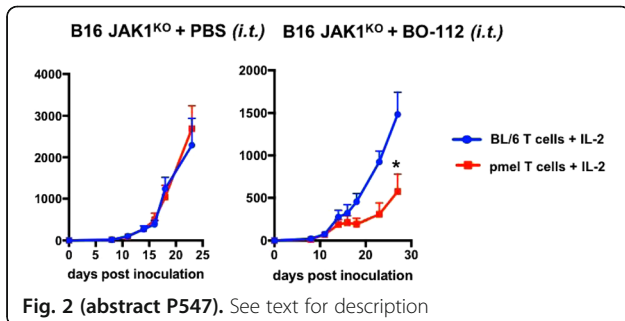 B16 JAK1KO + PBS (i.t.) B16 JAK1KO + BO-112 (i.t.)
4000
3000
2000
1000
0
0 5 10 15 20 25
days post inoculation
2000
1500
1000
500
0
0 10 20 30
days post inoculation
*
BL/6 T cells + IL-2
pmel T cells + IL-2
Fig. 2 (abstract P547). See text for description